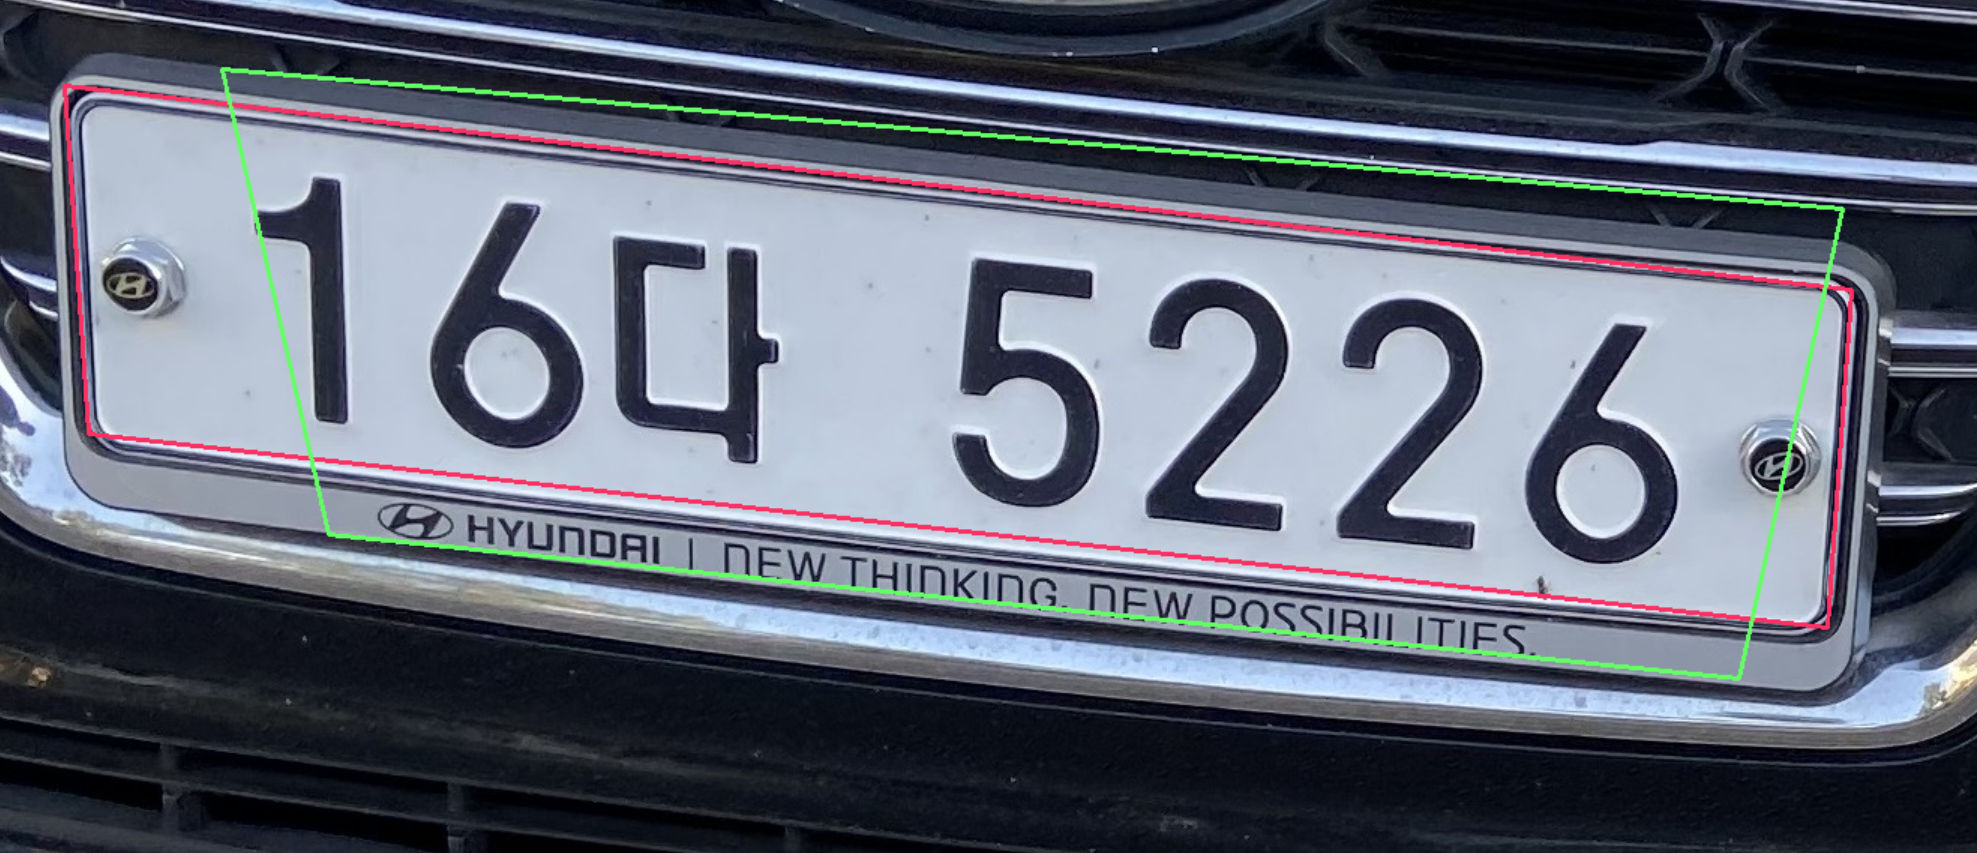 16다 5226
HYUNDAI | NEW THINKING. NEW POSSIBILITIES.